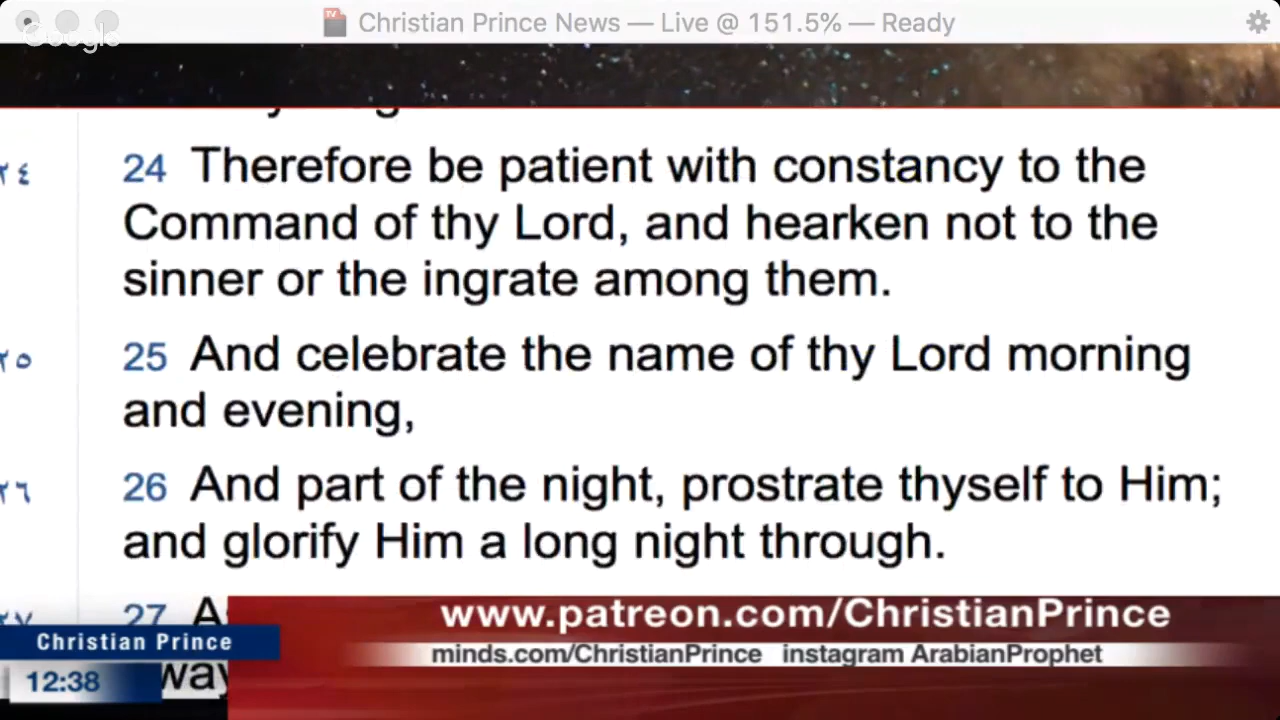 Christian Prince News — Live @ 151.5% — Ready
Google
٢٤
24 Therefore be patient with constancy to the
Command of thy Lord, and hearken not to the
sinner or the ingrate among them.
٢٥
25 And celebrate the name of thy Lord morning
and evening,
٢٦
26 And part of the night, prostrate thyself to Him;
and glorify Him a long night through.
٢٧
27
www.patreon.com/ChristianPrince
Christian Prince
minds.com/ChristianPrince instagram ArabianProphet
12:38